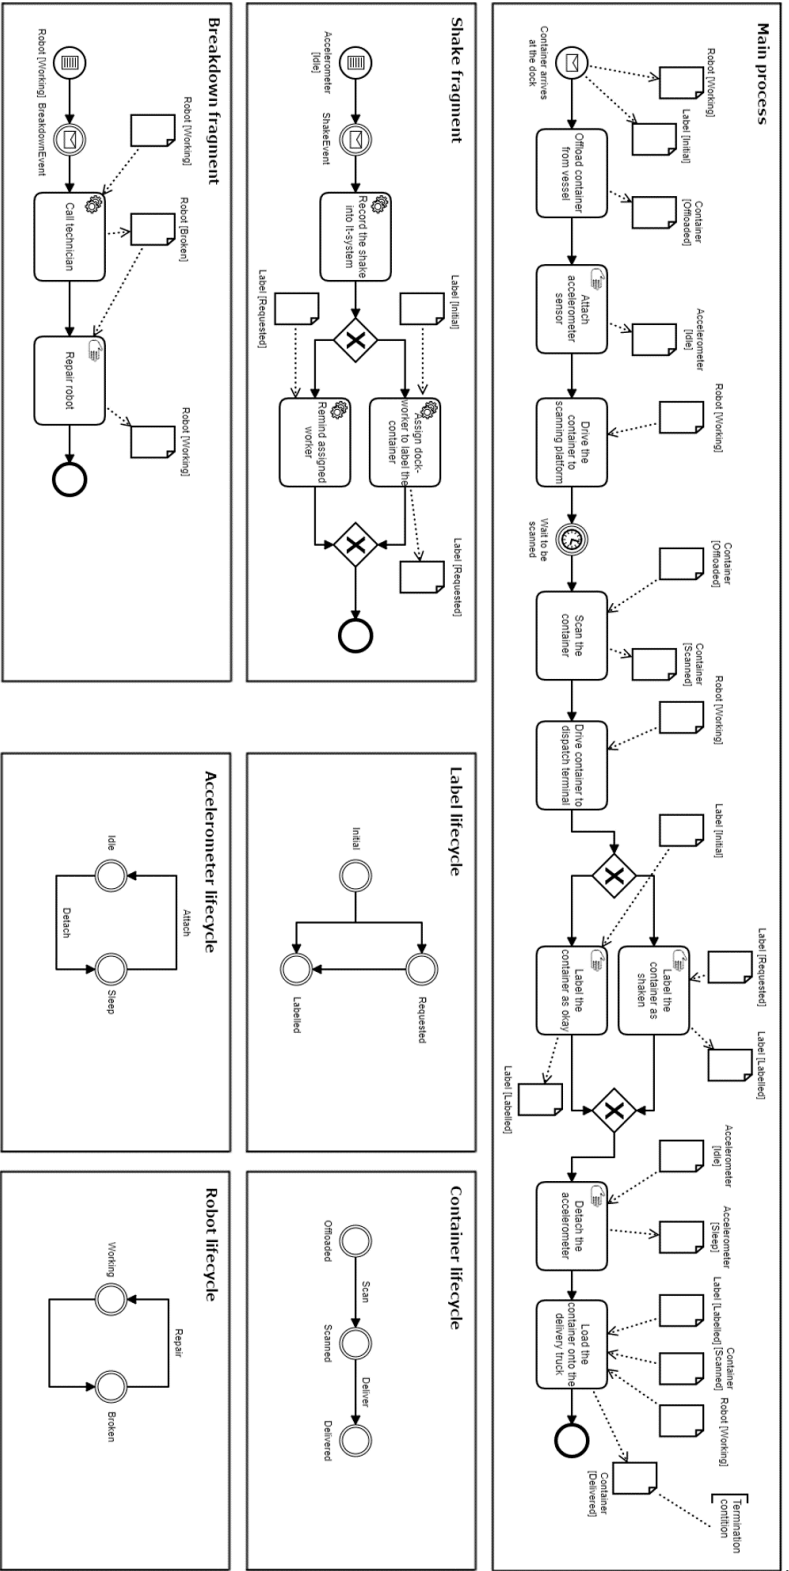 Main process
Robot [Working]
Label [Initial]
Container
[Offloaded]
Accelerometer
[Idle]
Robot [Working]
Container
[Offloaded]
Container
[Scanned]
Robot [Working]
Label [Initial]
Label [Requested]
Label [Labelled]
Accelerometer
[Idle]
Accelerometer
[Sleep]
Label [Labelled]
Container
[Scanned]
Robot [Working]
Termination
contition
Container arrives
at the dock
Offload container
from vessel
Attach
accelerometer
sensor
Drive the
container to
scanning platform
Wait to be
scanned
Scan the
container
Drive container to
dispatch terminal
X
Label the
container as
shaken
Label the
container as okay
Label [Labelled]
X
Detach the
accelerometer
Load the
container onto the
delivery truck
Container
[Delivered]
Shake fragment
Accelerometer
[Idle]
ShakeEvent
Record the shake
into It-system
Label [Initial]
Label [Requested]
X
Assign dock-
worker to label the
container
Remind assigned
worker
X
Label [Requested]
Label lifecycle
Initial
Requested
Labelled
Container lifecycle
Offloaded
Scan
Scanned
Deliver
Delivered
Breakdown fragment
Robot [Working]
BreakdownEvent
Robot [Working]
Call technician
Robot [Broken]
Repair robot
Robot [Working]
Accelerometer lifecycle
Attach
Idle
Sleep
Detach
Robot lifecycle
Repair
Working
Broken